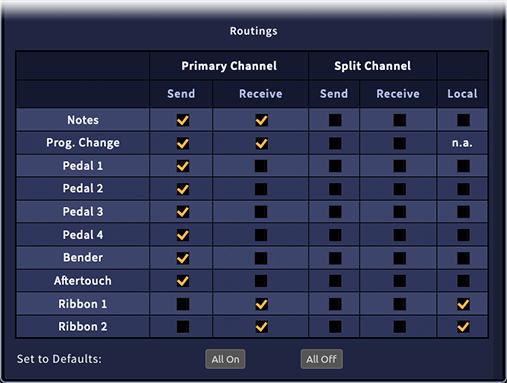 Routings
Primary Channel Split Channel
Send Receive Send Receive Local
Notes
Prog. Change n.a.
Pedal 1
Pedal 2
Pedal 3
Pedal 4
Bender
Aftertouch
Ribbon 1
Ribbon 2
Set to Defaults: All On All Off